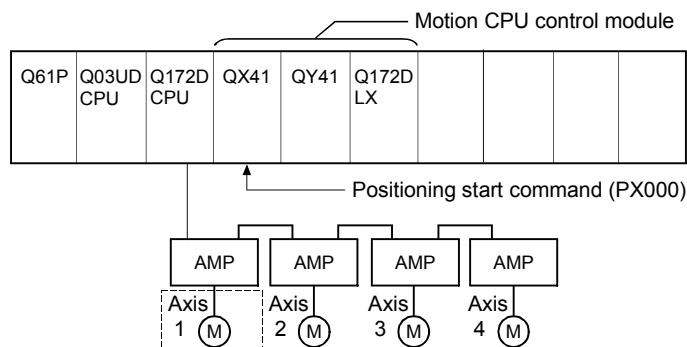 Motion CPU control module
Q61P
Q03UD
CPU
Q172D
CPU
QX41
QY41
Q172D
LX
Positioning start command (PX000)
AMP
AMP
AMP
AMP
Axis
1
M
Axis
2
M
Axis
3
M
Axis
4
M